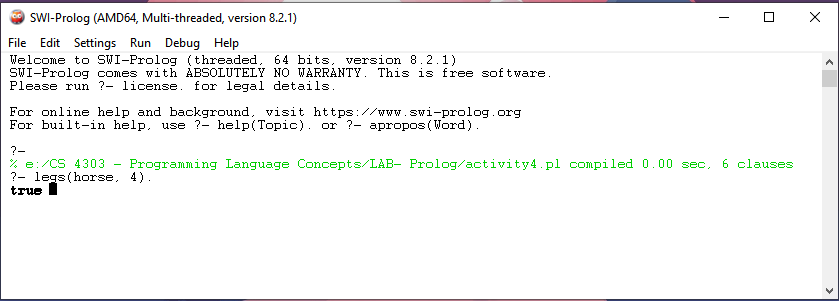 SWI-Prolog (AMD64, Multi-threaded, version 8.2.1)
File Edit Settings Run Debug Help
Welcome to SWI-Prolog (threaded, 64 bits, version 8.2.1)
SWI-Prolog comes with ABSOLUTELY NO WARRANTY. This is free software.
Please run ?- license. for legal details.
For online help and background, visit https://www.swi-prolog.org
For built-in help, use ?- help(Topic). or ?- apropos(Word).
?-
% e:/CS 4303 - Programming Language Concepts/LAB- Prolog/activity4.pl compiled 0.00 sec, 6 clauses
?- legs(horse, 4).
true